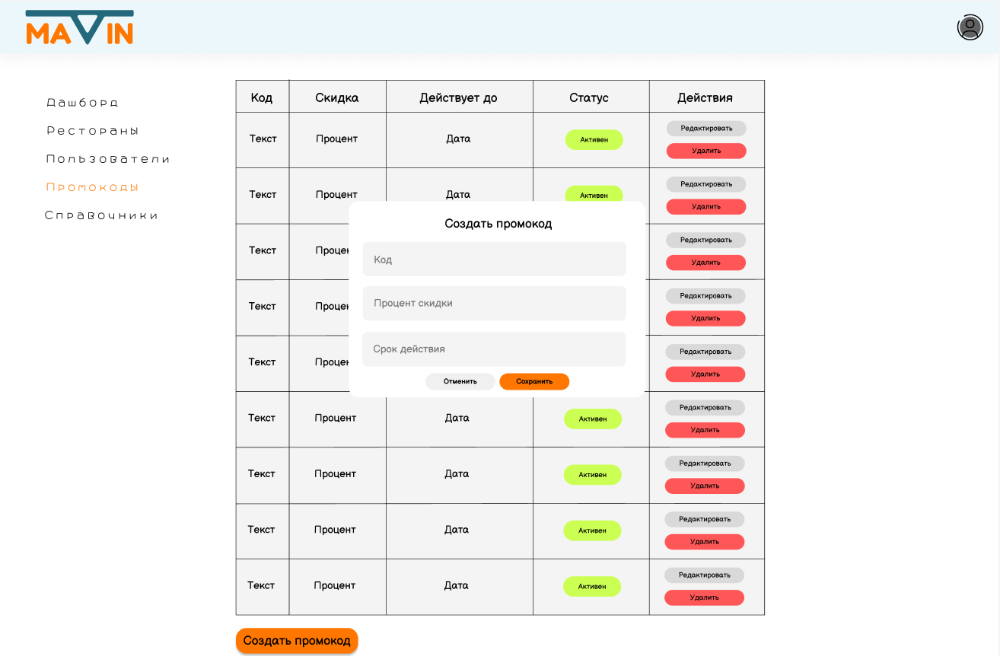 MAVIN
Дашборд
Рестораны
Пользователи
Промокоды
Справочники
Код Скидка Действует до Статус Действия
Текст Процент Дата Активен Редактировать
Удалить
Текст Процент Дата Активен Редактировать
Удалить
Текст Процен Редактировать
Удалить
Текст Процен Редактировать
Удалить
Текст Процен Редактировать
Удалить
Создать промокод
Код
Процент скидки
Срок действия
Отменить Сохранить
Текст Процент Дата Активен Редактировать
Удалить
Текст Процент Дата Активен Редактировать
Удалить
Текст Процент Дата Активен Редактировать
Удалить
Текст Процент Дата Активен Редактировать
Удалить
Создать промокод